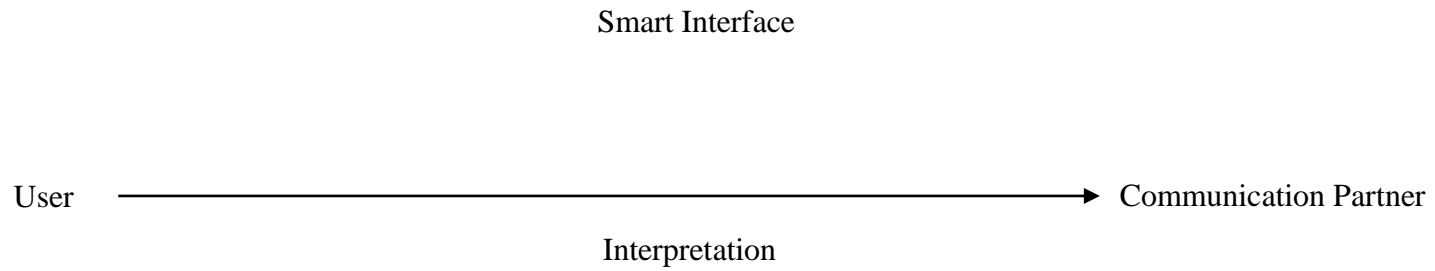 Smart Interface
User
Communication Partner
Interpretation